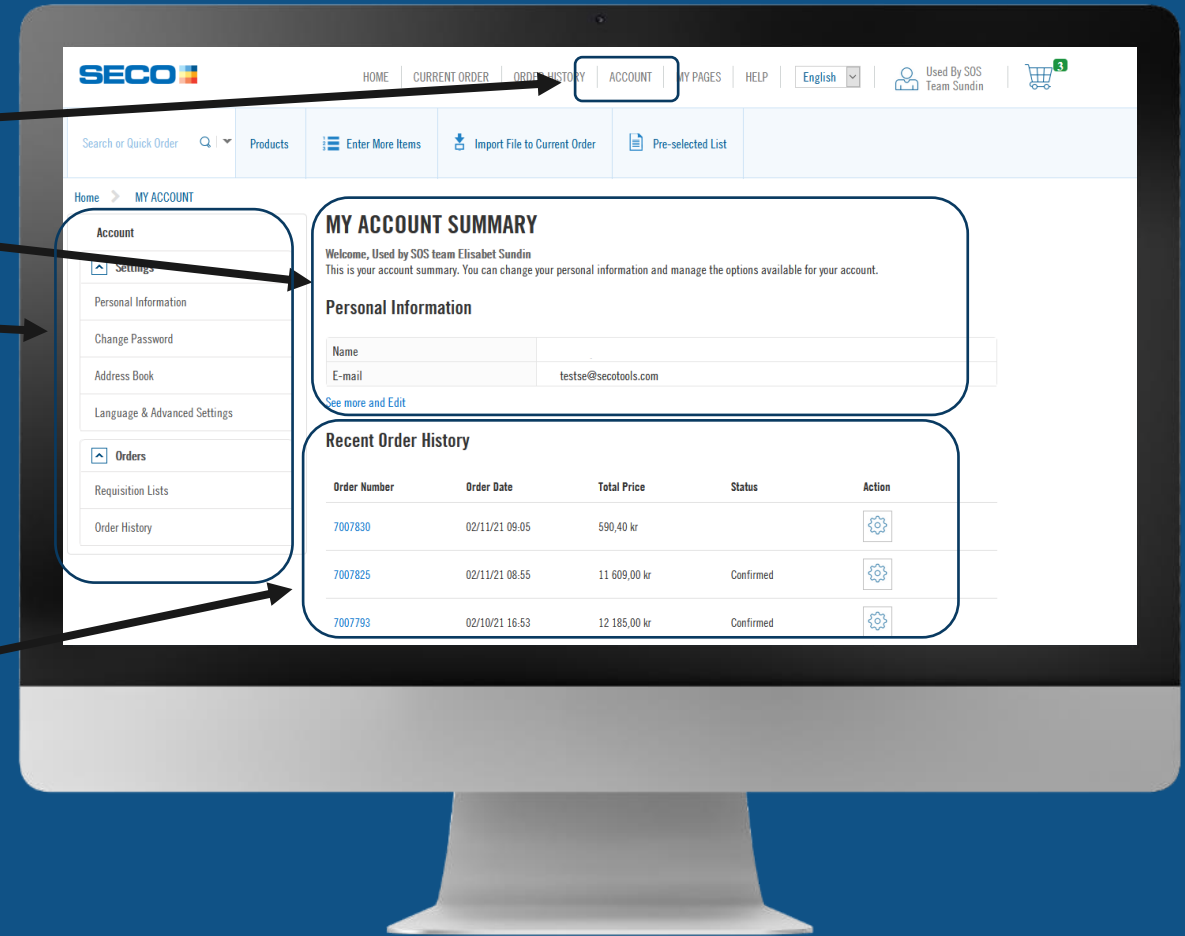 SECO
HOME CURRENT ORDER ORDER HISTORY ACCOUNT MY PAGES HELP English Used By SOS
Team Sundin
3
Search or Quick Order Products Enter More Items Import File to Current Order Pre-selected List
Home MY ACCOUNT
Account
Settings
Personal Information
Change Password
Address Book
Language & Advanced Settings
Orders
Requisition Lists
Order History
MY ACCOUNT SUMMARY
Welcome, Used by SOS team Elisabet Sundin
This is your account summary. You can change your personal information and manage the options available for your account.
Personal Information
Name
E-mail testse@secotools.com
See more and Edit
Recent Order History
Order Number Order Date Total Price Status Action
7007830 02/11/21 09-05 590,40 kr
7007825 02/11/21 08:55 11 609,00 kr Confirmed
7007793 02/10/21 16:53 12 185,00 kr Confirmed